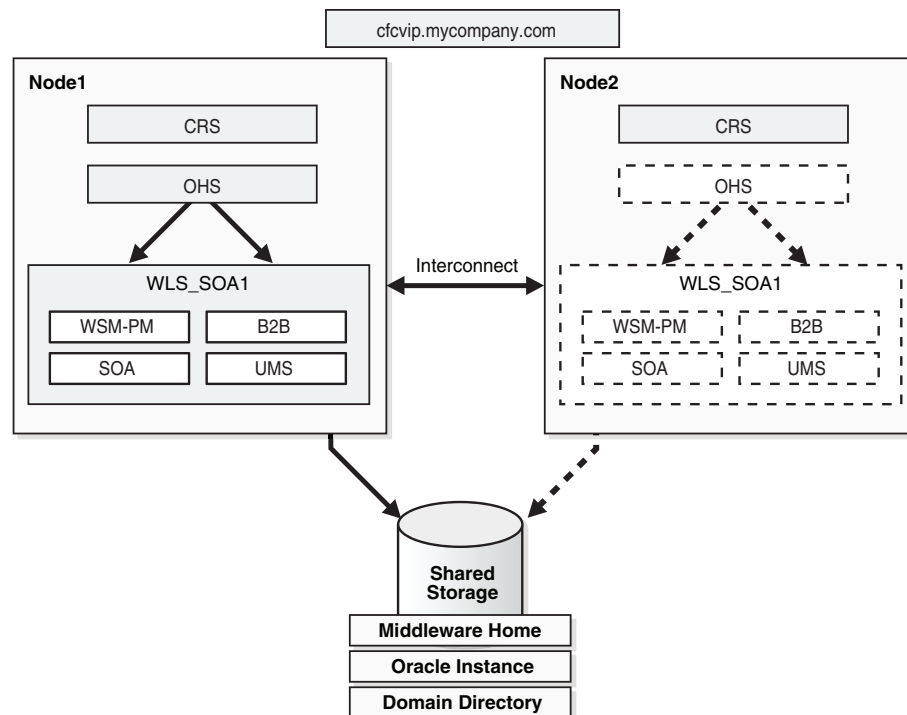 cfcvip.mycompany.com
Node1
CRS
OHS
WLS_SOA1
WSM-PM
B2B
SOA
UMS
Interconnect
Node2
CRS
OHS
WLS_SOA1
WSM-PM
B2B
SOA
UMS
Shared
Storage
Middleware Home
Oracle Instance
Domain Directory